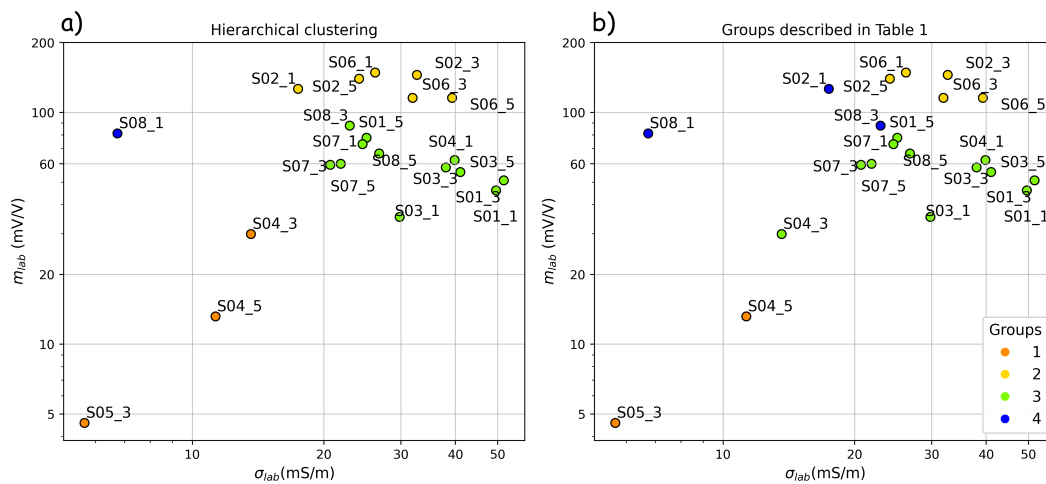 a)
Hierarchical clustering
200
100
60
20
10
5
m_lab (mV/V)
S06_1
S02_3
S02_1
S02_5
S06_3
S06_5
S08_1
S08_3
S01_5
S07_1
S04_1
S07_3
S08_5
S03_5
S07_5
S03_3
S01_3
S03_1
S01_1
S04_3
S04_5
S05_3
10
20
30
40
50
σ_lab(mS/m)
b)
Groups described in Table 1
200
100
60
20
10
5
m_lab (mV/V)
S06_1
S02_3
S02_1
S02_5
S06_3
S06_5
S08_1
S08_3
S01_5
S07_1
S04_1
S07_3
S08_5
S03_5
S07_5
S03_3
S01_3
S03_1
S01_1
S04_3
S04_5
S05_3
Groups
1
2
3
4
10
20
30
40
50
σ_lab(mS/m)